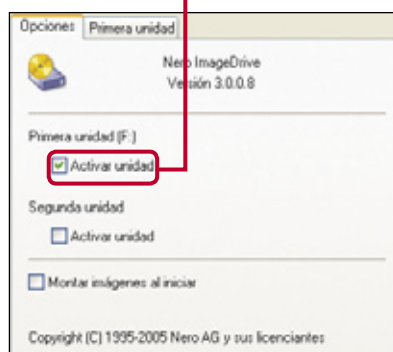 Opciones Primera unidad
Nero ImageDrive
Versión 3.0.0.8
Primera unidad (F:)
Activar unidad
Segunda unidad
Activar unidad
Montar imágenes al iniciar
Copyright (C) 1995-2005 Nero AG y sus licenciantes